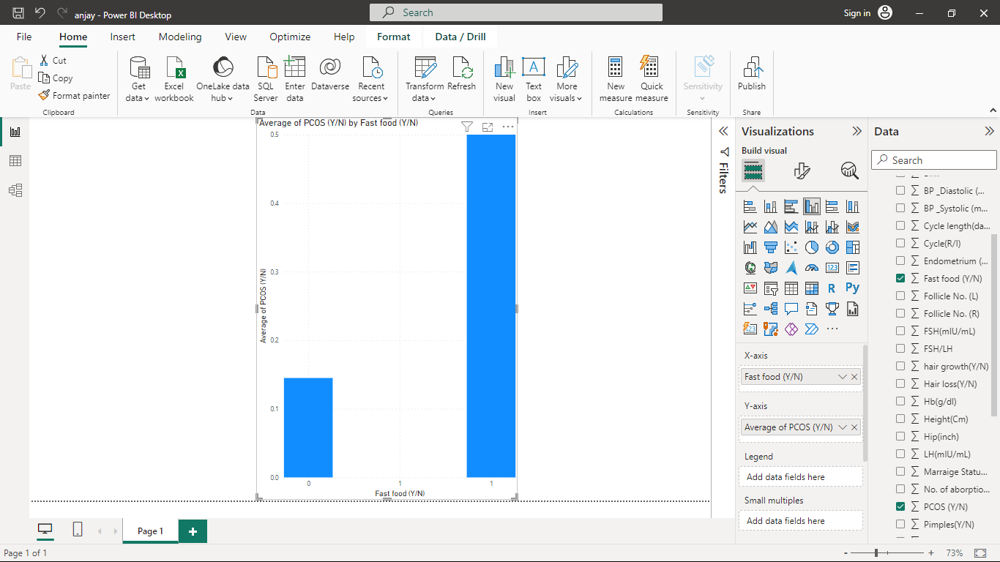 anjay - Power BI Desktop
Search
Sign in
File
Home
Insert
Modeling
View
Optimize
Help
Format
Data / Drill
Paste
Cut
Copy
Format painter
Clipboard
Get data
Excel workbook
OneLake data hub
SQL Server
Enter data
Dataverse
Recent sources
Data
Transform data
Refresh
Queries
New visual
Text box
More visuals
Insert
New measure
Quick measure
Calculations
Sensitivity
Sensitivity
Publish
Share
Average of PCOS (Y/N) by Fast food (Y/N)
0.5
0.4
0.3
0.2
0.1
0.0
Average of PCOS (Y/N)
0
1
1
Fast food (Y/N)
Filters
Visualizations
Build visual
123
R
Py
123
X-axis
Fast food (Y/N)
Y-axis
Average of PCOS (Y/N)
Legend
Add data fields here
Small multiples
Add data fields here
Data
Search
BP _Diastolic (...
BP _Systolic (m...
Cycle length(da...
Cycle(R/I)
Endometrium (...
Fast food (Y/N)
Follicle No. (L)
Follicle No. (R)
FSH(mIU/mL)
FSH/LH
hair growth(Y/N)
Hair loss(Y/N)
Hb(g/dl)
Height(Cm)
Hip(inch)
LH(mIU/mL)
Marraige Statu...
No. of aborptio...
PCOS (Y/N)
Pimples(Y/N)
Page 1
Page 1 of 1
- + 73%